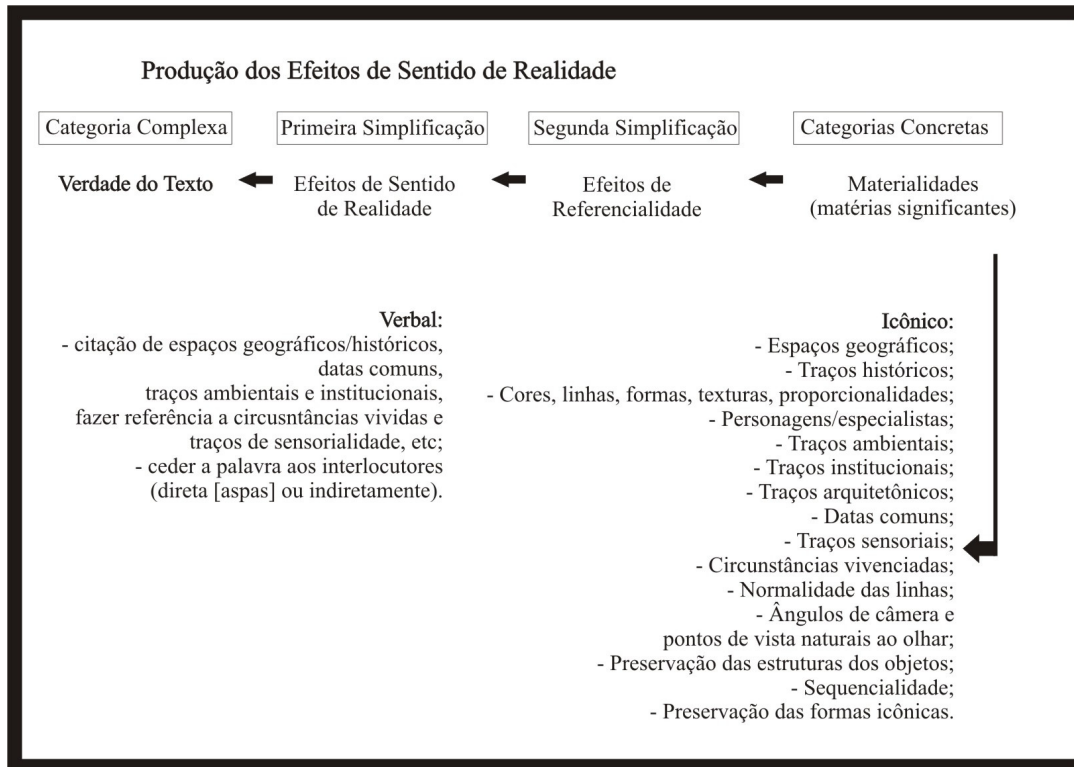 Produção dos Efeitos de Sentido de Realidade
Categoria Complexa
Primeira Simplificação
Segunda Simplificação
Categorias Concretas
Verdade do Texto
Efeitos de Sentido
de Realidade
Efeitos de
Referencialidade
Materialidades
(matérias significantes)
Verbal:
- citação de espaços geográficos/históricos,
datas comuns,
traços ambientais e institucionais,
fazer referência a circusntâncias vividas e
traços de sensorialidade, etc;
- ceder a palavra aos interlocutores
(direta [aspas] ou indiretamente).
Icônico:
- Espaços geográficos;
- Traços históricos;
- Cores, linhas, formas, texturas, proporcionalidades;
- Personagens/especialistas;
- Traços ambientais;
- Traços institucionais;
- Traços arquitetônicos;
- Datas comuns;
- Traços sensoriais;
- Circunstâncias vivenciadas;
- Normalidade das linhas;
- Ângulos de câmera e
pontos de vista naturais ao olhar;
- Preservação das estruturas dos objetos;
- Sequencialidade;
- Preservação das formas icônicas.